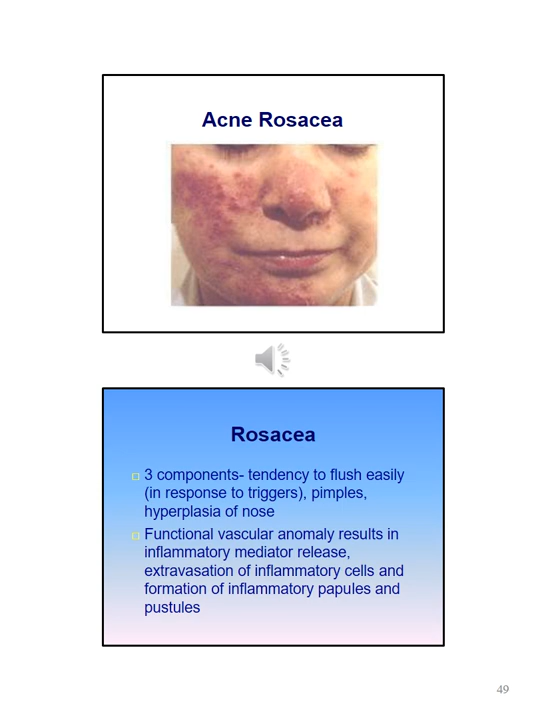 Acne Rosacea
Rosacea
3 components- tendency to flush easily
(in response to triggers), pimples,
hyperplasia of nose
Functional vascular anomaly results in
inflammatory mediator release,
extravasation of inflammatory cells and
formation of inflammatory papules and
pustules
49